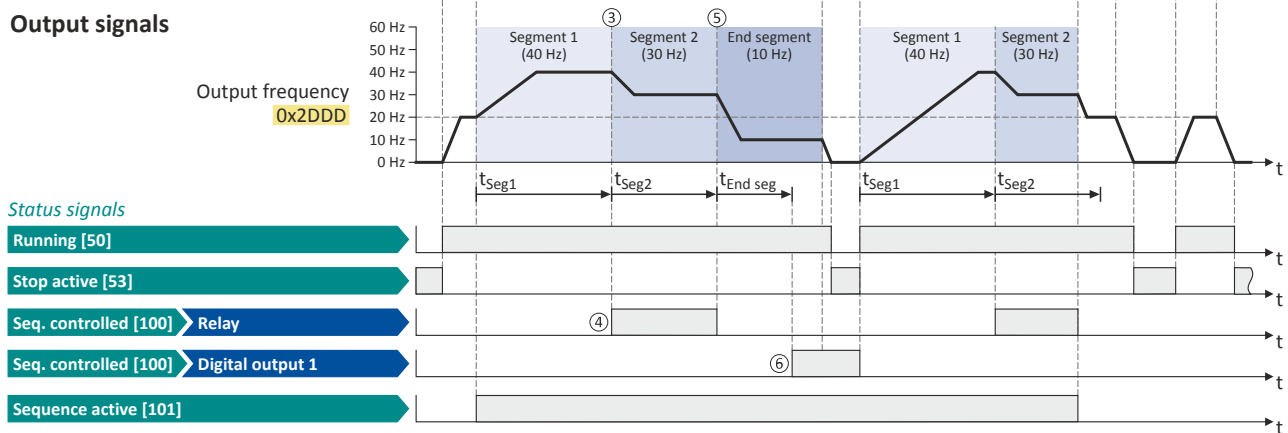 Output signals
60 Hz
50 Hz
40 Hz
30 Hz
20 Hz
10 Hz
0 Hz
Output frequency
0x2DDD
③
⑤
Segment 1
(40 Hz)
Segment 2
(30 Hz)
End segment
(10 Hz)
Segment 1
(40 Hz)
Segment 2
(30 Hz)
t
tSeg1
tSeg2
tEnd seg
tSeg1
tSeg2
Status signals
Running [50]
t
Stop active [53]
t
Seq. controlled [100] Relay
④
t
Seq. controlled [100] Digital output 1
⑥
t
Sequence active [101]
t